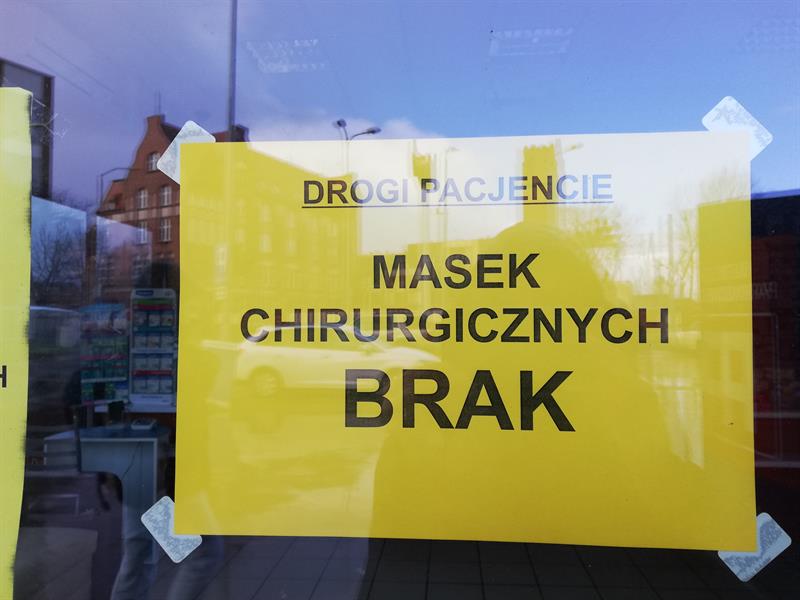 DROGI PACJENCIE
MASEK
CHIRURGICZNYCH
BRAK
H